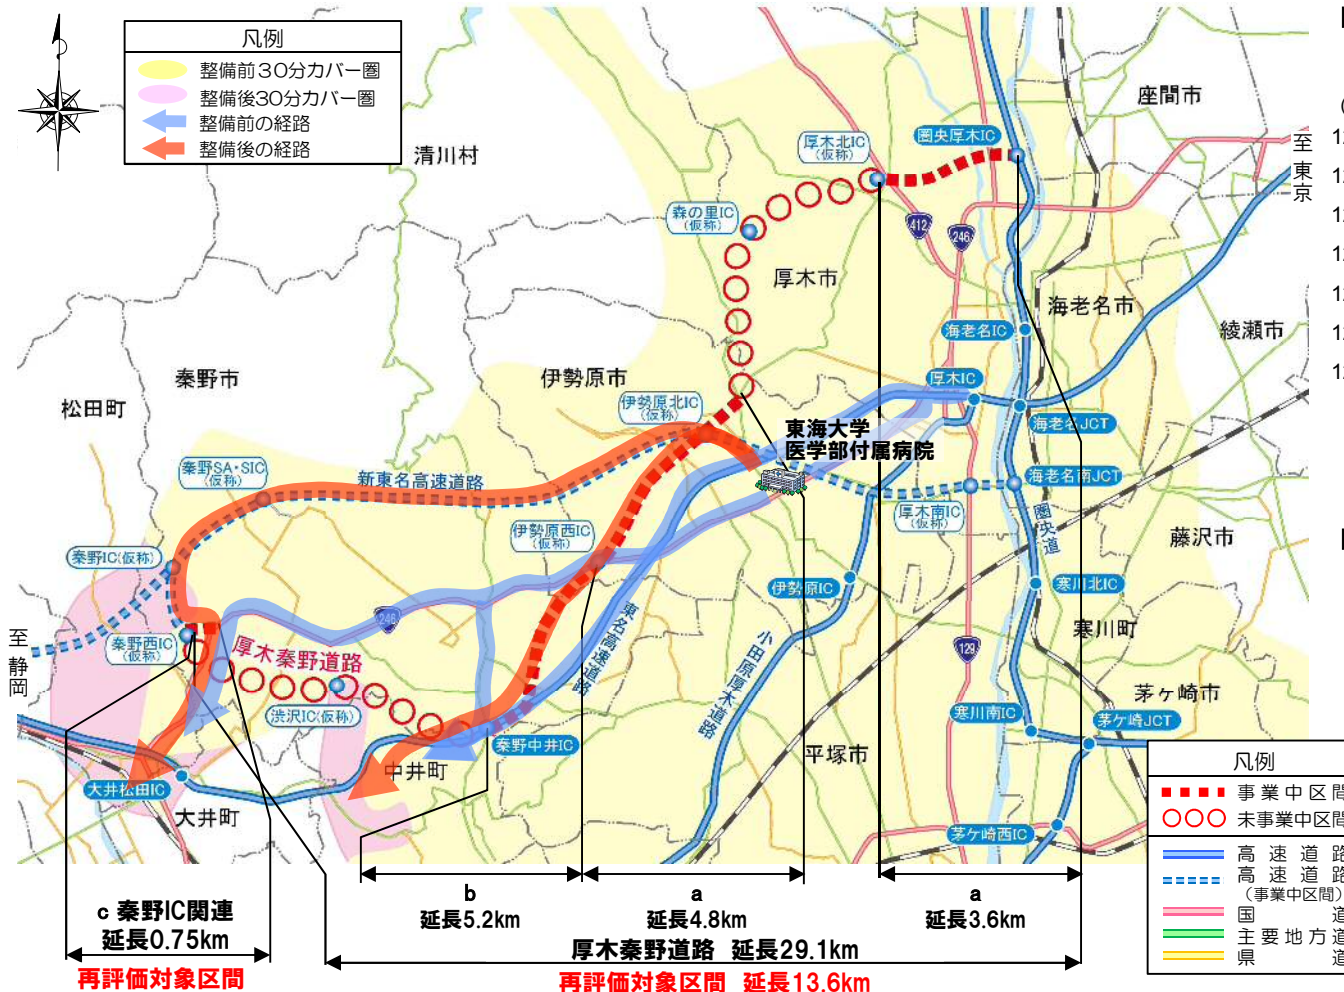 凡例
整備前30分カバー圏
整備後30分カバー圏
整備前の経路
整備後の経路
清川村
座間市
圏央厚木IC
厚木北IC
(仮称)
至東京
森の里IC
(仮称)
412
246
厚木市
海老名市
海老名IC
綾瀬市
秦野市
伊勢原市
厚木IC
松田町
伊勢原北IC
(仮称)
海老名JCT
東海大学
医学部付属病院
秦野SA・SIC
(仮称)
新東名高速道路
海老名南JCT
厚木南IC
(仮称)
圏央道
伊勢原西IC
(仮称)
藤沢市
秦野IC(仮称)
伊勢原IC
寒川北IC
246
寒川町
至静岡
秦野西IC
(仮称)
厚木秦野道路
東名高速道路
小田原厚木道路
129
茅ヶ崎市
渋沢IC(仮称)
寒川南IC
茅ケ崎JCT
秦野中井IC
平塚市
中井町
大井松田IC
大井町
茅ケ崎西IC
凡例
事業中区間
未事業中区間
高速道路
高速道路
(事業中区間)
国道
主要地方道
県道
b
延長5.2km
a
延長4.8km
a
延長3.6km
c 秦野IC関連
延長0.75km
再評価対象区間
厚木秦野道路 延長29.1km
再評価対象区間 延長13.6km